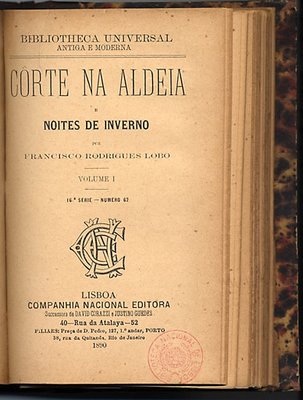 BIBLIOTHECA UNIVERSAL
ANTIGA E MODERNA
CORTE NA ALDEIA
E
NOITES DE INVERNO
POR
FRANCISCO RODRIGUES LOBO
VOLUME I
16.ª SERIE — NUMERO 62
LISBOA
COMPANHIA NACIONAL EDITORA
Successora de DAVID CORAZZI e JUSTINO GUEDES
40—Rua da Atalaya—52
FILIAES: Praça de D. Pedro, 127, 1.º andar, PORTO
38, rua da Quitanda, Rio de Janeiro
1890